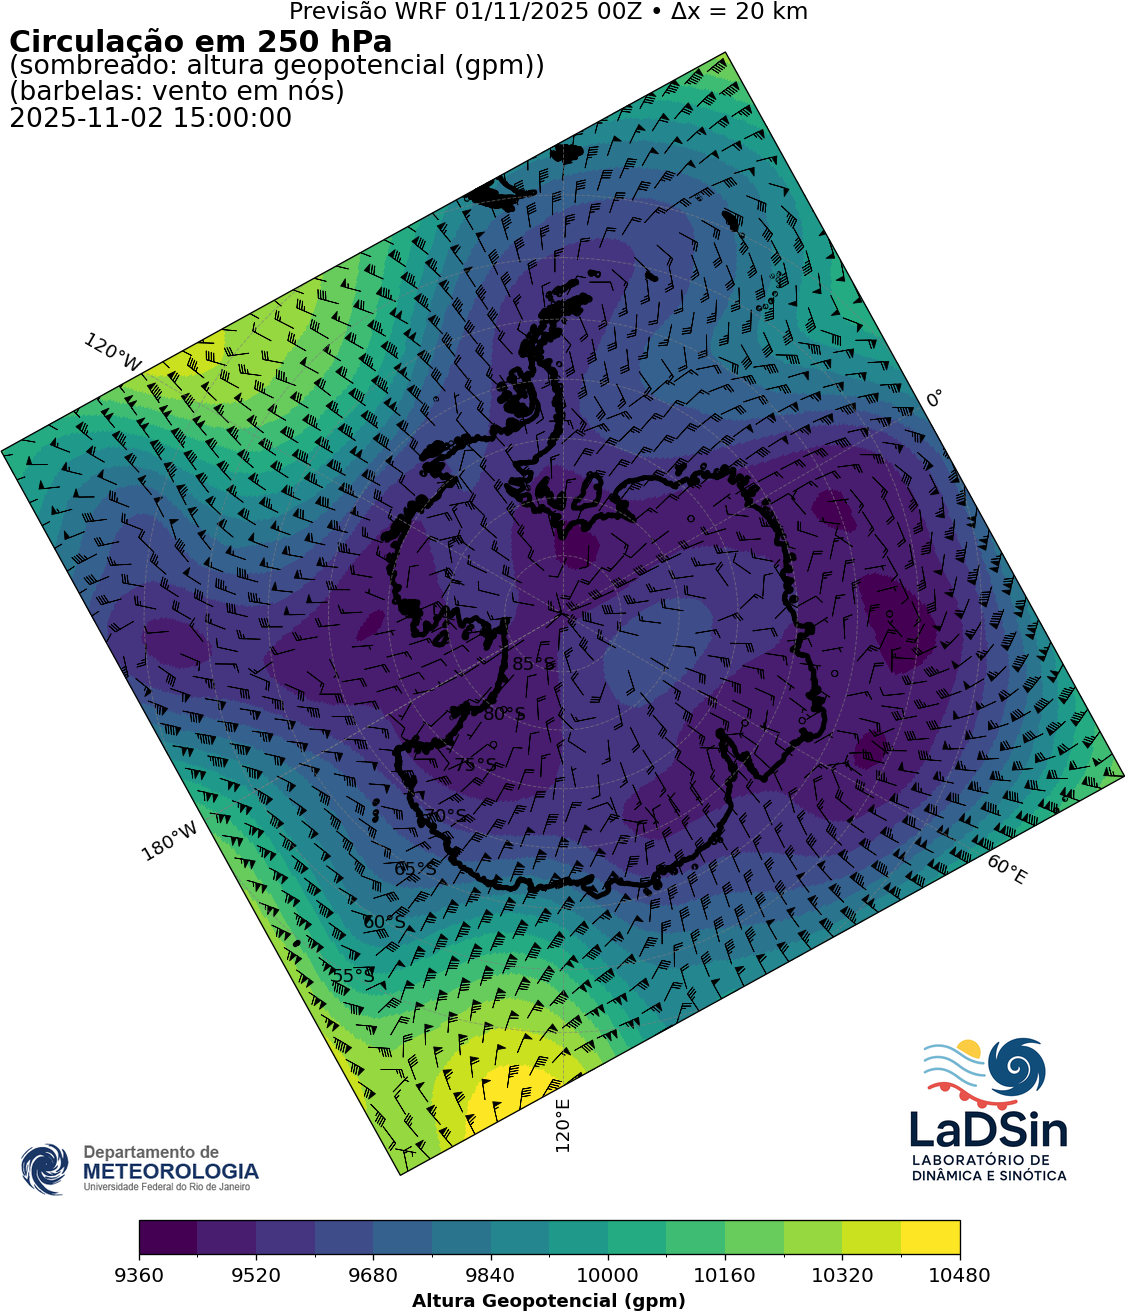 Previsão WRF 01/11/2025 00Z • Δx = 20 km
Circulação em 250 hPa
(sombreado: altura geopotencial (gpm))
(barbelas: vento em nós)
2025-11-02 15:00:00
120°W
0°
85°S
80°S
75°S
70°S
180°W
65°S
60°E
60°S
55°S
120°E
LaDSin
LABORATÓRIO DE
DINÂMICA E SINÓTICA
Departamento de
METEOROLOGIA
Universidade Federal do Rio de Janeiro
9360 9520 9680 9840 10000 10160 10320 10480
Altura Geopotencial (gpm)